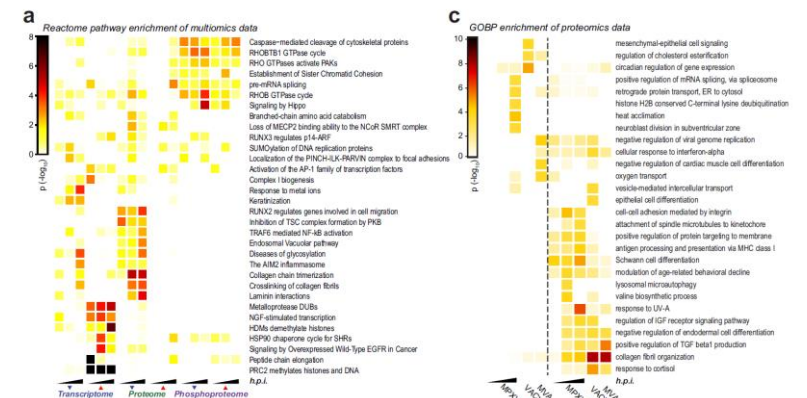 a
Reactome pathway enrichment of multiomics data
8
6
4
2
0
p (-log₁₀)
Caspase-mediated cleavage of cytoskeletal proteins
RHOBTB1 GTPase cycle
RHO GTPases activate PAKs
Establishment of Sister Chromatid Cohesion
pre-mRNA splicing
RHOB GTPase cycle
Signaling by Hippo
Branched-chain amino acid catabolism
Loss of MECP2 binding ability to the NCoR SMRT complex
RUNX3 regulates p14-ARF
SUMOylation of DNA replication proteins
Localization of the PINCH-ILK-PARVIN complex to focal adhesions
Activation of the AP-1 family of transcription factors
Complex I biogenesis
Response to metal ions
Keratinization
RUNX2 regulates genes involved in cell migration
Inhibition of TSC complex formation by PKB
TRAF6 mediated NF-kB activation
Endosomal Vacuolar pathway
Diseases of glycosylation
The AIM2 inflammasome
Collagen chain trimerization
Crosslinking of collagen fibrils
Laminin interactions
Metalloprotease DUBs
NGF-stimulated transcription
HDMs demethylate histones
HSP90 chaperone cycle for SHRs
Signaling by Overexpressed Wild-Type EGFR in Cancer
Peptide chain elongation
PRC2 methylates histones and DNA
h.p.i.
Transcriptome Proteome Phosphoproteome
c
GOBP enrichment of proteomics data
10
8
6
4
2
0
p (-log₁₀)
mesenchymal-epithelial cell signaling
regulation of cholesterol esterification
circadian regulation of gene expression
positive regulation of mRNA splicing, via spliceosome
retrograde protein transport, ER to cytosol
histone H2B conserved C-terminal lysine deubiquitination
heat acclimation
neuroblast division in subventricular zone
negative regulation of viral genome replication
cellular response to interferon-alpha
negative regulation of cardiac muscle cell differentiation
oxygen transport
vesicle-mediated intercellular transport
epithelial cell differentiation
cell-cell adhesion mediated by integrin
attachment of spindle microtubules to kinetochore
positive regulation of protein targeting to membrane
antigen processing and presentation via MHC class I
Schwann cell differentiation
modulation of age-related behavioral decline
lysosomal microautophagy
valine biosynthetic process
response to UV-A
regulation of IGF receptor signaling pathway
negative regulation of endodermal cell differentiation
positive regulation of TGF beta1 production
collagen fibril organization
response to cortisol
h.p.i.